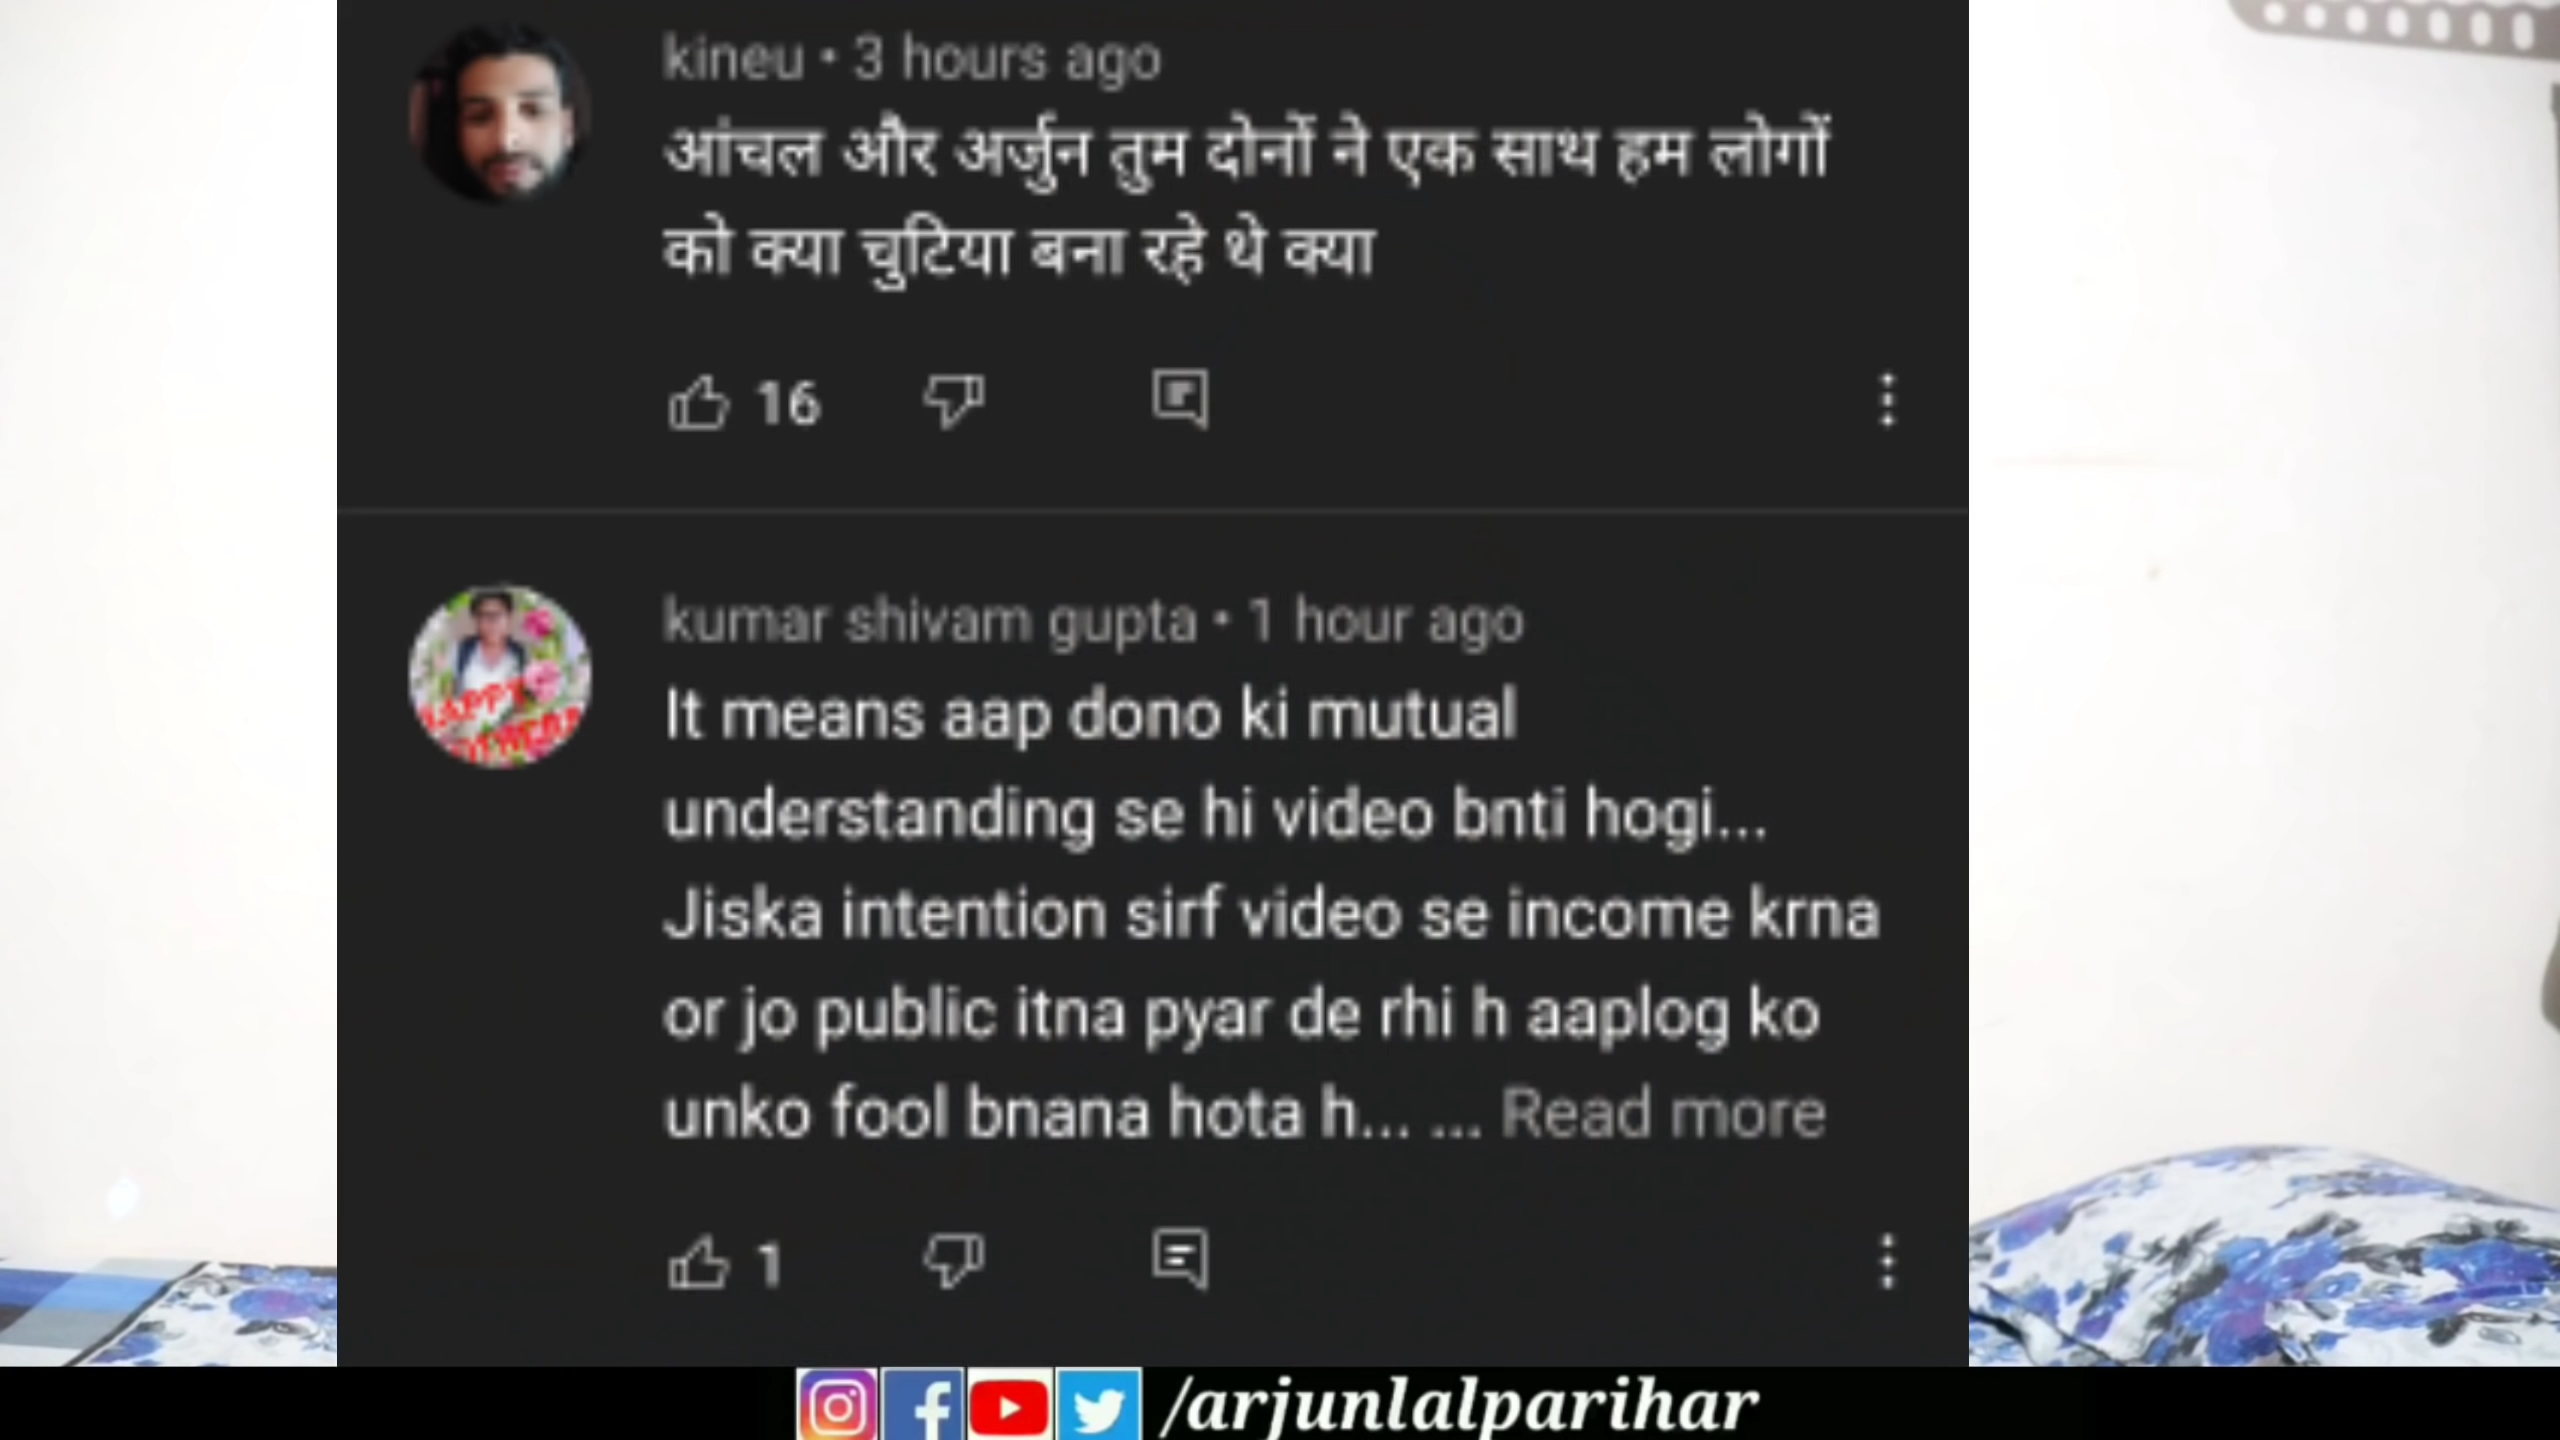 kineu • 3 hours ago
आंचल और अर्जुन तुम दोनों ने एक साथ हम लोगों
को क्या चुटिया बना रहे थे क्या
16
kumar shivam gupta • 1 hour ago
It means aap dono ki mutual
understanding se hi video bnti hogi...
Jiska intention sirf video se income krna
or jo public itna pyar de rhi h aaplog ko
unko fool bnana hota h... ... Read more
1
/arjunlalparihar